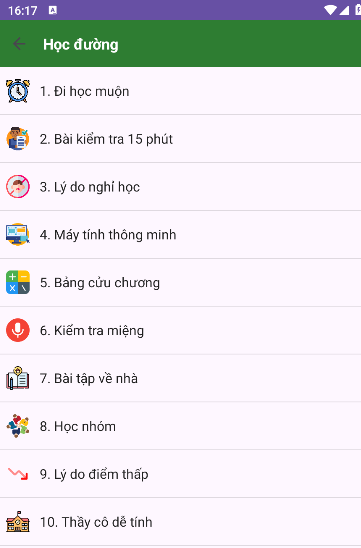 16:17
Học đường
1. Đi học muộn
2. Bài kiểm tra 15 phút
3. Lý do nghỉ học
4. Máy tính thông minh
5. Bảng cửu chương
6. Kiểm tra miệng
7. Bài tập về nhà
8. Học nhóm
9. Lý do điểm thấp
10. Thầy cô dễ tính